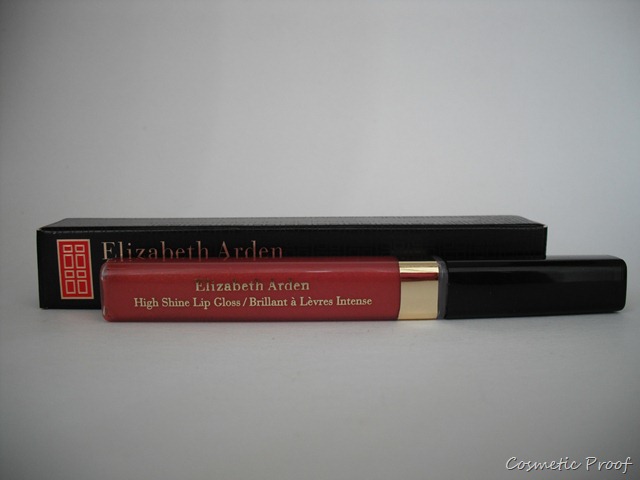 Elizabeth Arden
Elizabeth Arden
High Shine Lip Gloss / Brillant à Lèvres Intense
Cosmetic Proof